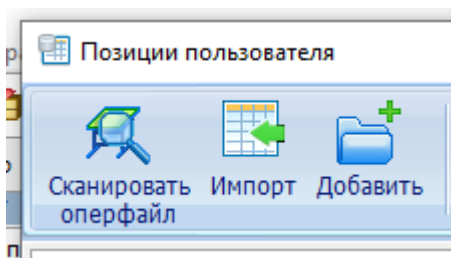 Позиции пользователя
Сканировать оперфайл
Импорт
Добавить